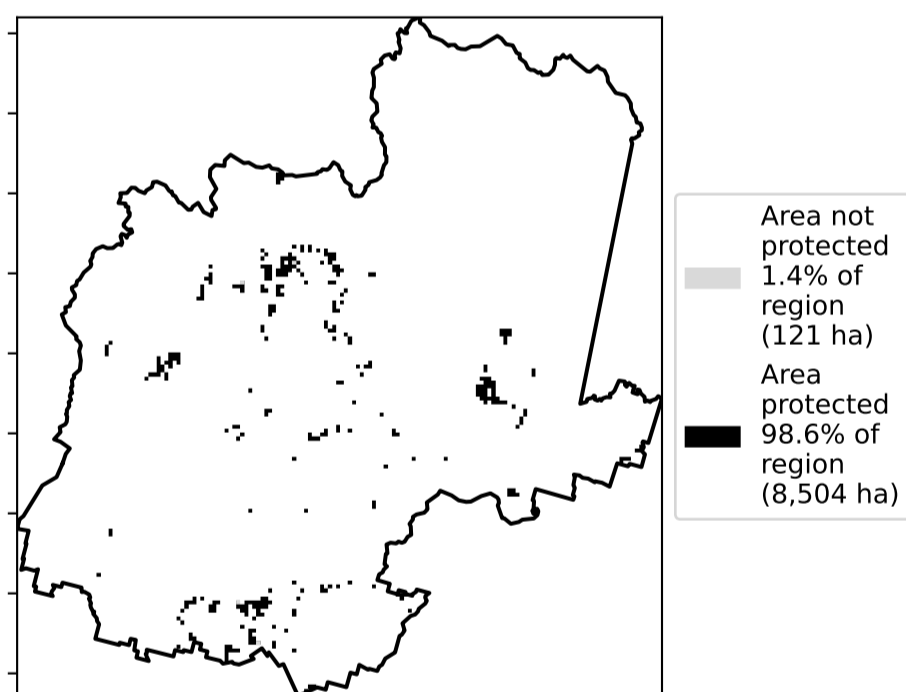 Area not
protected
1.4% of
region
(121 ha)
Area
protected
98.6% of
region
(8,504 ha)